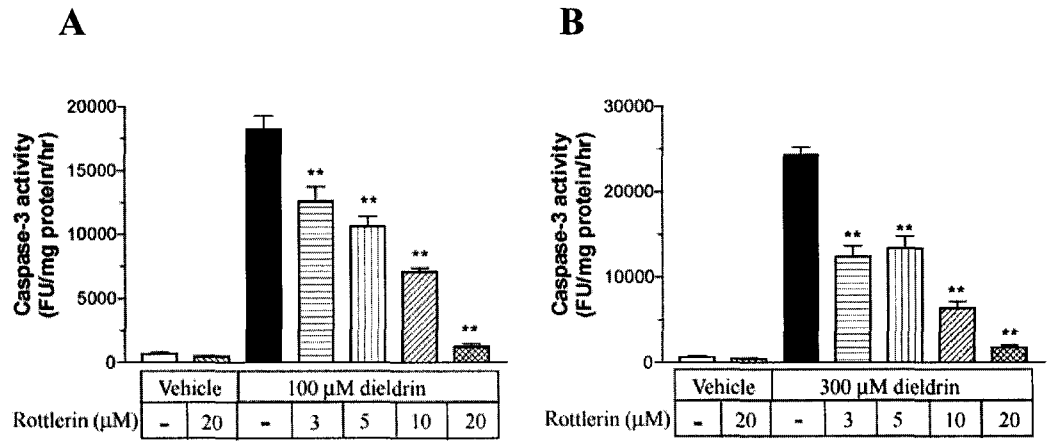 A
Caspase-3 activity
(FU/mg protein/hr)
20000
15000
10000
5000
0
**
**
**
**
Vehicle
100 µM dieldrin
Rottlerin (µM)
-
20
-
3
5
10
20
B
Caspase-3 activity
(FU/mg protein/hr)
30000
20000
10000
0
**
**
**
**
Vehicle
300 µM dieldrin
Rottlerin (µM)
-
20
-
3
5
10
20